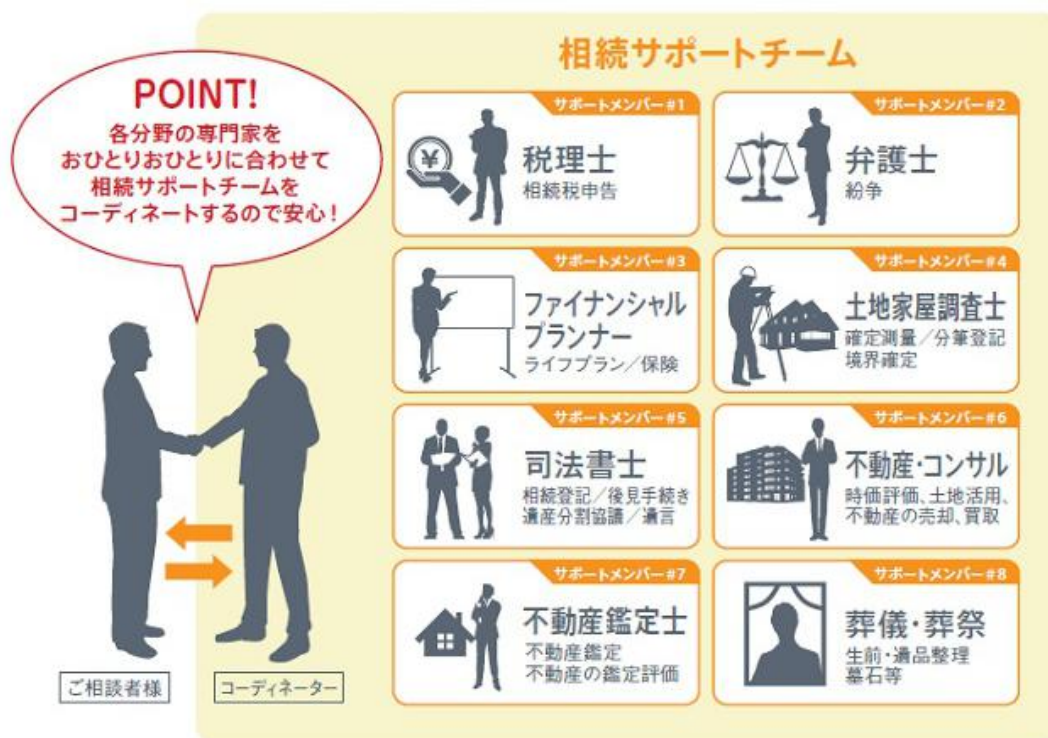 相続サポートチーム
POINT!
各分野の専門家を
おひとりおひとりに合わせて
相続サポートチームを
コーディネートするので安心！
サポートメンバー#1
¥
税理士
相続税申告
サポートメンバー#2
弁護士
紛争
サポートメンバー#3
ファイナンシャル
プランナー
ライフプラン／保険
サポートメンバー#4
土地家屋調査士
確定測量／分筆登記
境界確定
サポートメンバー#5
司法書士
相続登記／後見手続き
遺産分割協議／遺言
サポートメンバー#6
不動産・コンサル
時価評価、土地活用、
不動産の売却、買取
サポートメンバー#7
不動産鑑定士
不動産鑑定
不動産の鑑定評価
サポートメンバー#8
葬儀・葬祭
生前・遺品整理
墓石等
ご相談者様
コーディネーター